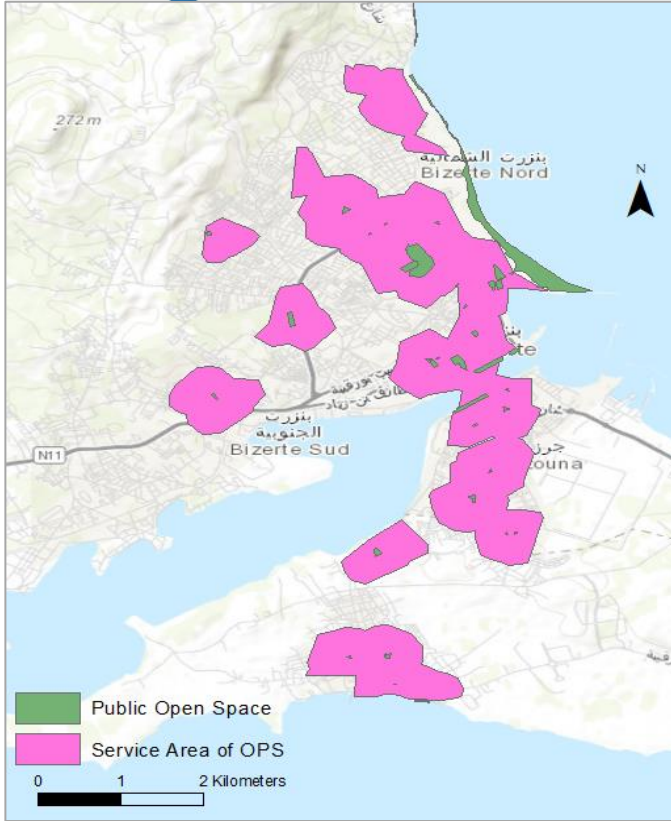 272 m
بنزرت الشمالية
Bizerte Nord
N
بنزرت
الجنوبية
Bizerte Sud
N11
Public Open Space
Service Area of OPS
0 1 2 Kilometers